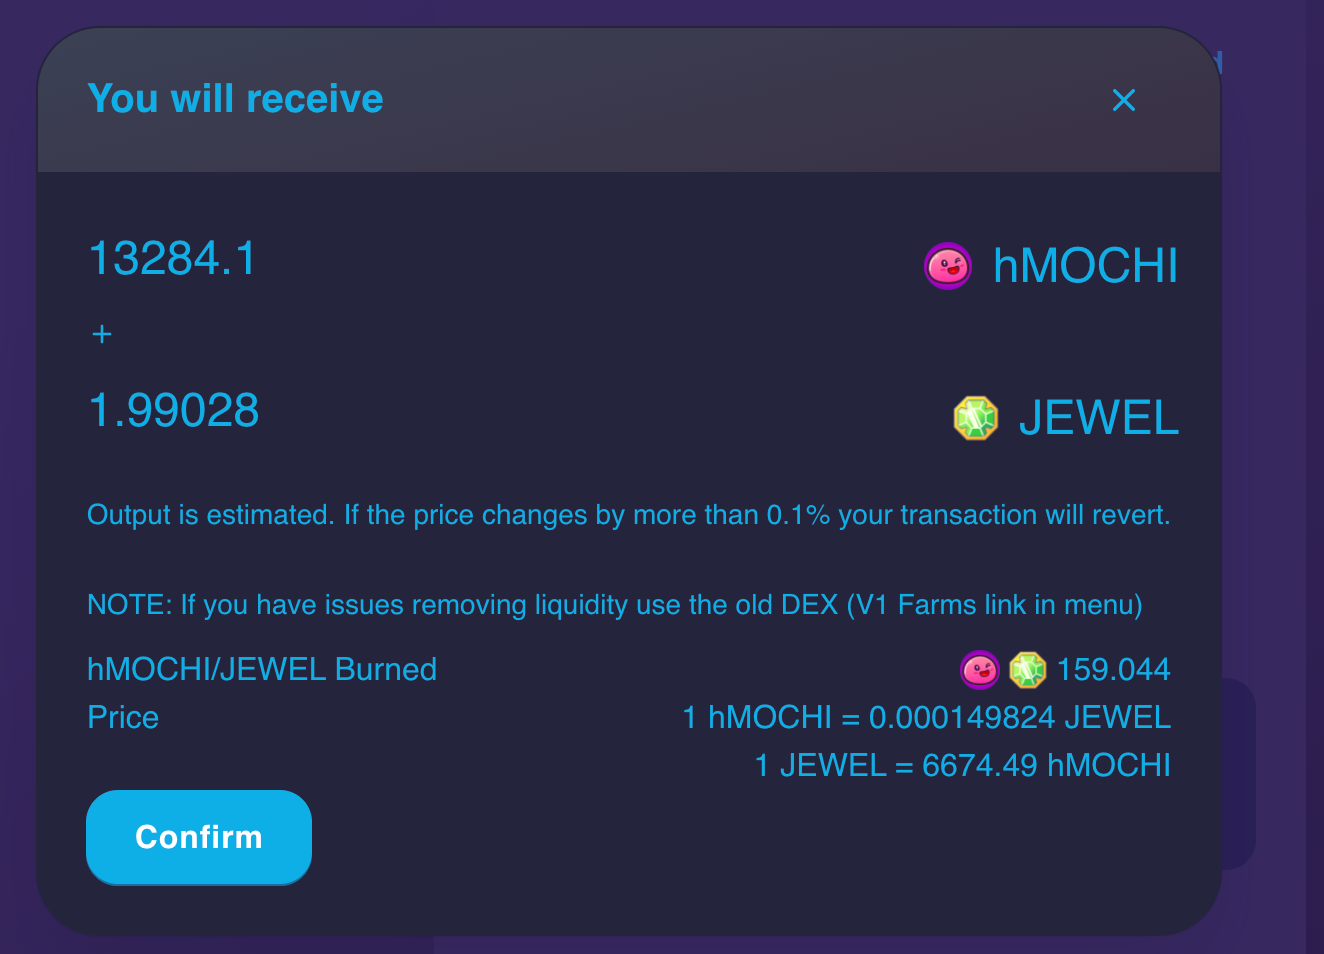 You will receive
13284.1 hMOCHI
+
1.99028 JEWEL
Output is estimated. If the price changes by more than 0.1% your transaction will revert.
NOTE: If you have issues removing liquidity use the old DEX (V1 Farms link in menu)
hMOCHI/JEWEL Burned 159.044
Price 1 hMOCHI = 0.000149824 JEWEL
1 JEWEL = 6674.49 hMOCHI
Confirm